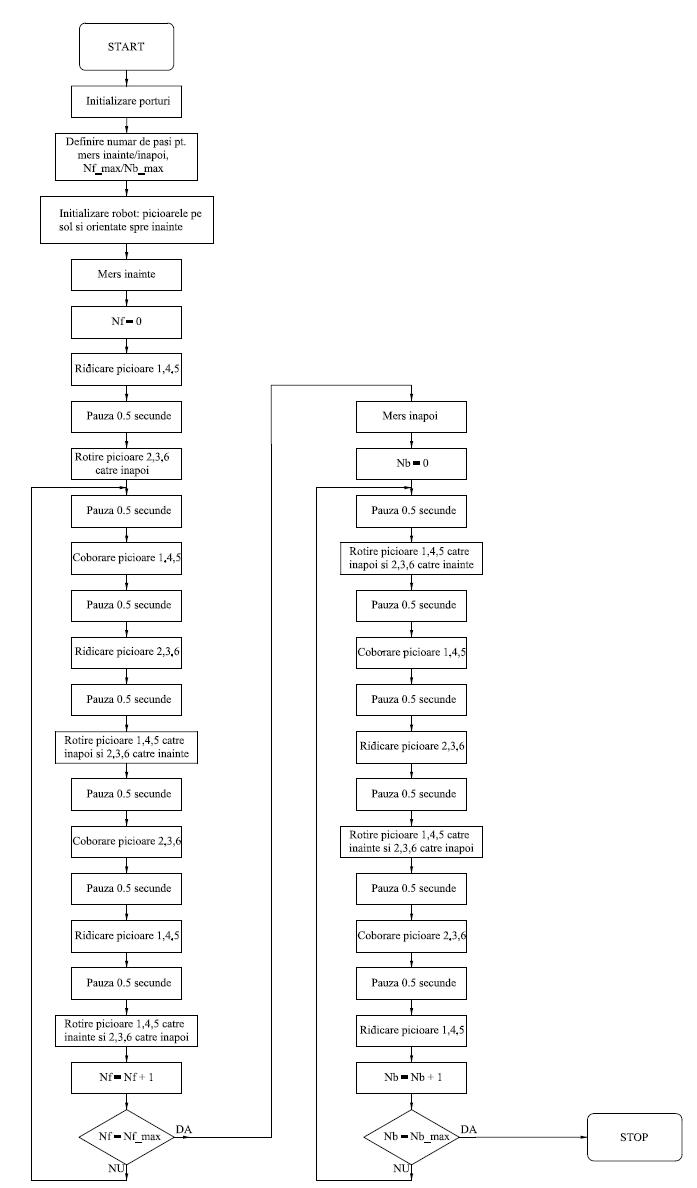 START
Initializare porturi
Definire numar de pasi pt.
mers inainte/inapoi,
Nf_max/Nb_max
Initializare robot: picioarele pe
sol si orientate spre inainte
Mers inainte
Nf = 0
Ridicare picioare 1,4,5
Pauza 0.5 secunde
Rotire picioare 2,3,6
catre inapoi
Pauza 0.5 secunde
Coborare picioare 1,4,5
Pauza 0.5 secunde
Ridicare picioare 2,3,6
Pauza 0.5 secunde
Rotire picioare 1,4,5 catre
inapoi si 2,3,6 catre inainte
Pauza 0.5 secunde
Coborare picioare 2,3,6
Pauza 0.5 secunde
Ridicare picioare 1,4,5
Pauza 0.5 secunde
Rotire picioare 1,4,5 catre
inainte si 2,3,6 catre inapoi
Nf = Nf + 1
Nf = Nf_max
DA
NU
Mers inapoi
Nb = 0
Pauza 0.5 secunde
Rotire picioare 1,4,5 catre
inapoi si 2,3,6 catre inainte
Pauza 0.5 secunde
Coborare picioare 1,4,5
Pauza 0.5 secunde
Ridicare picioare 2,3,6
Pauza 0.5 secunde
Rotire picioare 1,4,5 catre
inainte si 2,3,6 catre inapoi
Pauza 0.5 secunde
Coborare picioare 2,3,6
Pauza 0.5 secunde
Ridicare picioare 1,4,5
Nb = Nb + 1
Nb = Nb_max
DA
NU
STOP